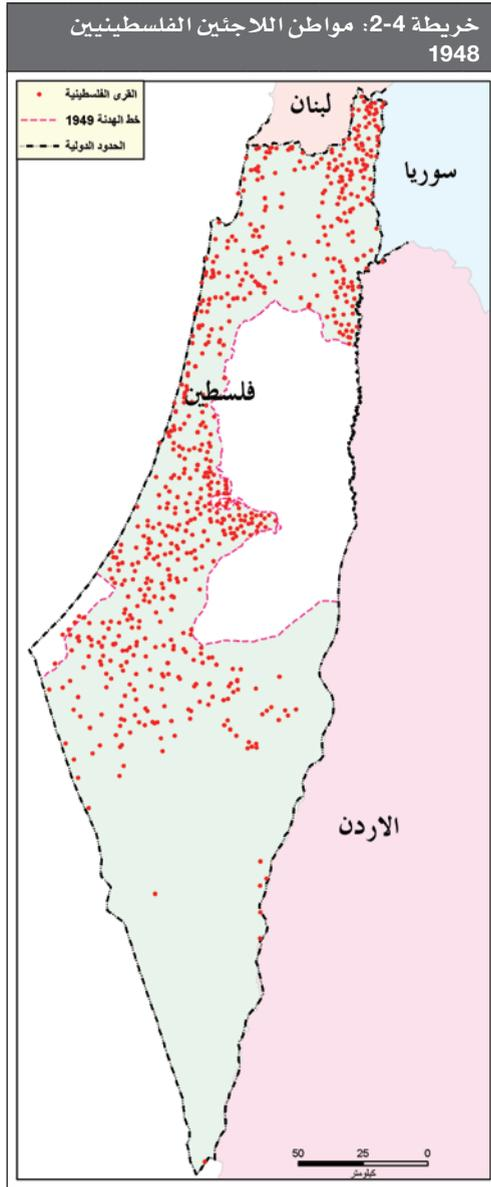 خريطة 4-2: مواطن اللاجئين الفلسطينيين
1948
القرى الفلسطينية
خط الهدنة 1949
الحدود الدولية
لبنان
سوريا
فلسطين
الاردن
50 25 0
كيلومتر